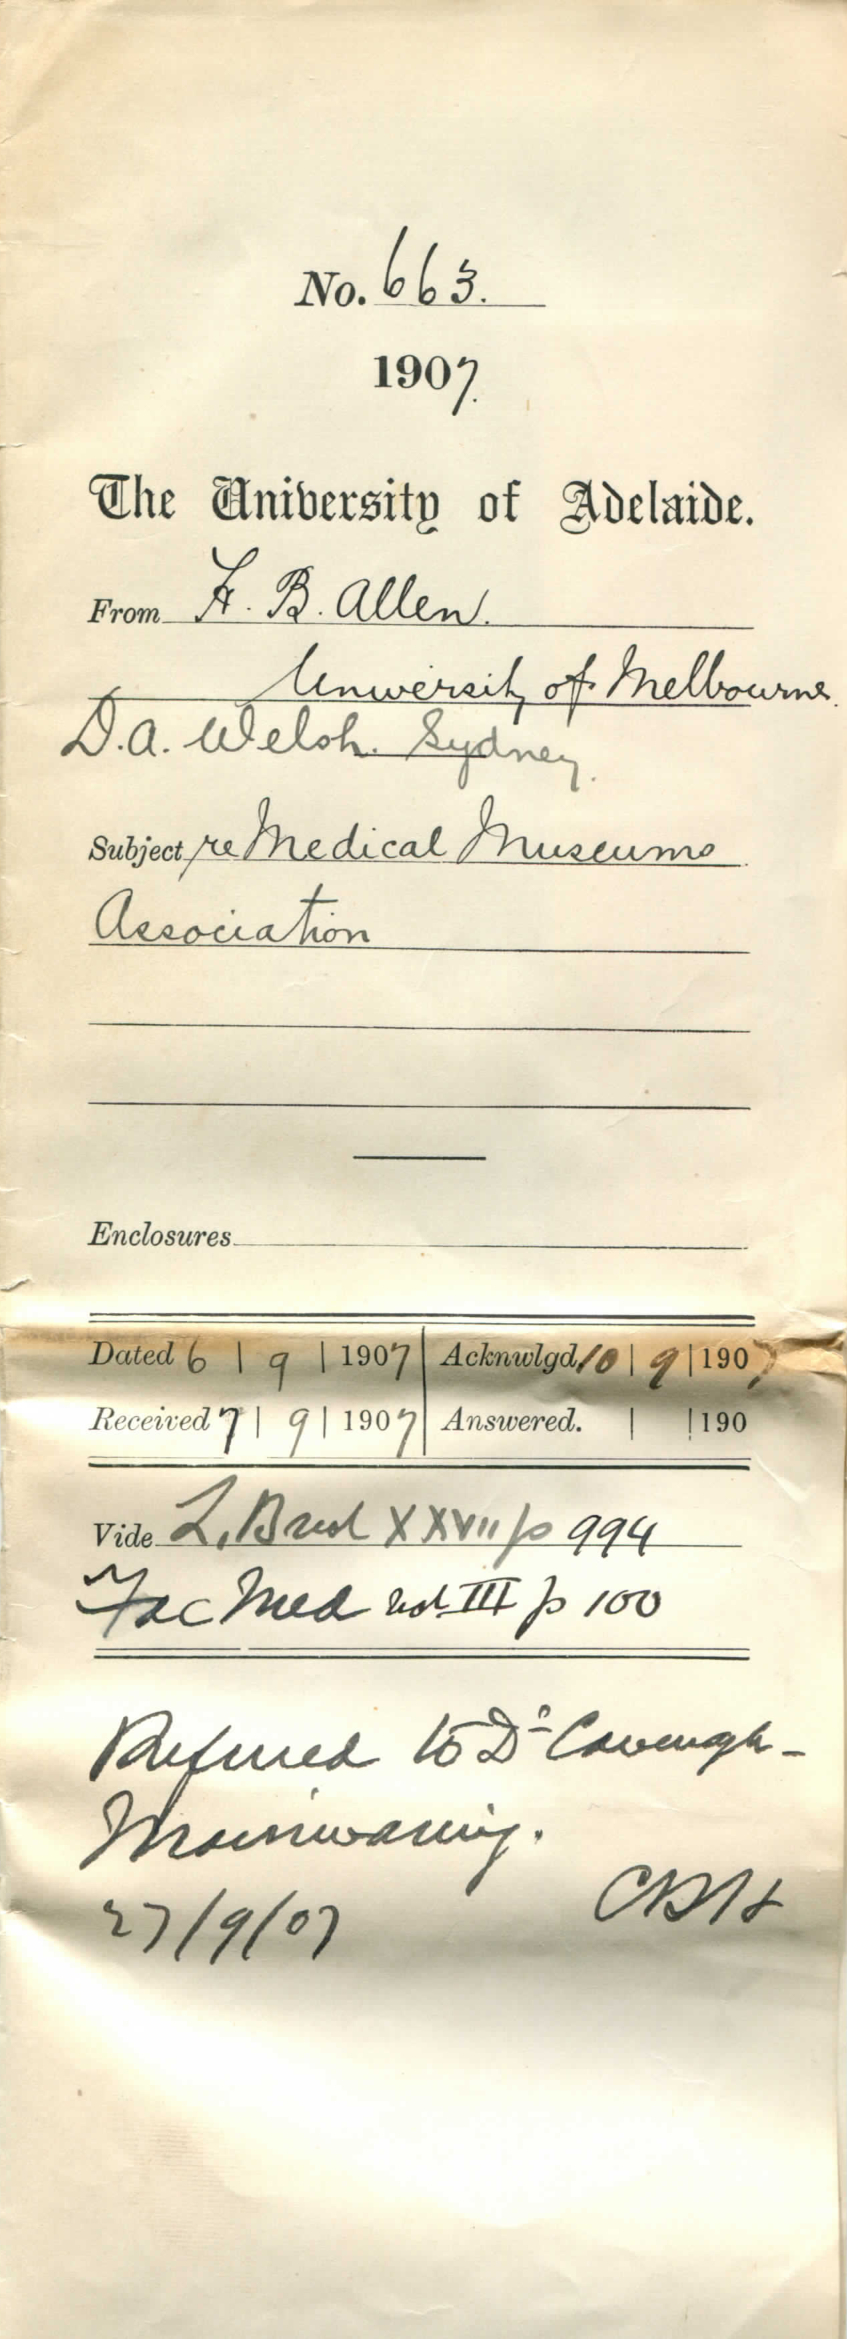 No. 663.
1907.
The University of Adelaide.
From H. B. Allen.
University of Melbourne.
D.A. Welsh. Sydney.
Subject re Medical Museums
Association
Enclosures
Dated 6 | 9 | 1907 Acknwlgd. 10 | 9 | 1907
Received 7 | 9 | 1907 Answered. | | 190
Vide L. B vol XXVII p 994
Fac Med vol. III p 100
Referred to Dr Cavenagh-
Mainwaring.
27/9/07 CRH